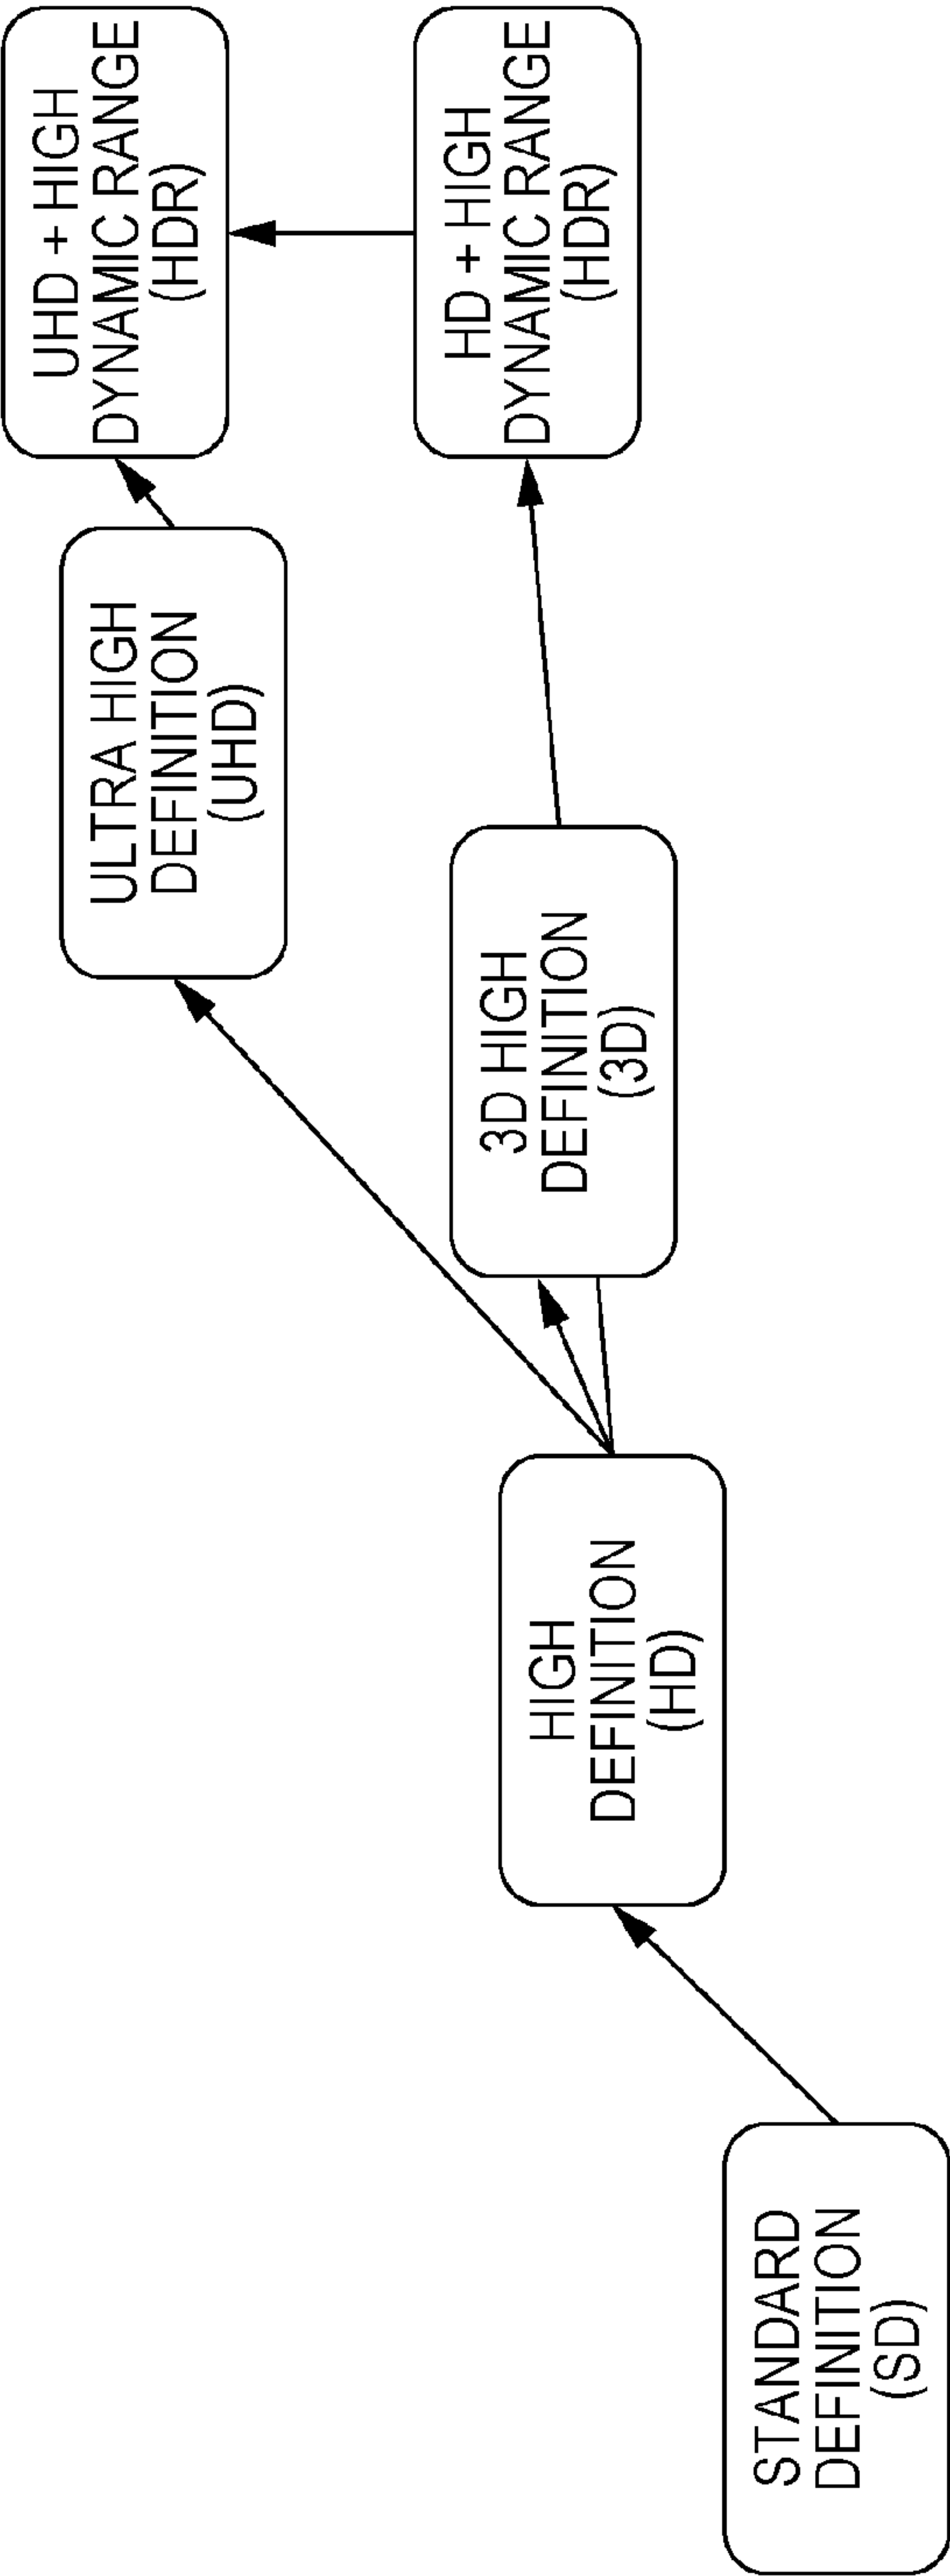 STANDARD
DEFINITION
(SD)
HIGH
DEFINITION
(HD)
3D HIGH
DEFINITION
(3D)
ULTRA HIGH
DEFINITION
(UHD)
UHD + HIGH
DYNAMIC RANGE
(HDR)
HD + HIGH
DYNAMIC RANGE
(HDR)